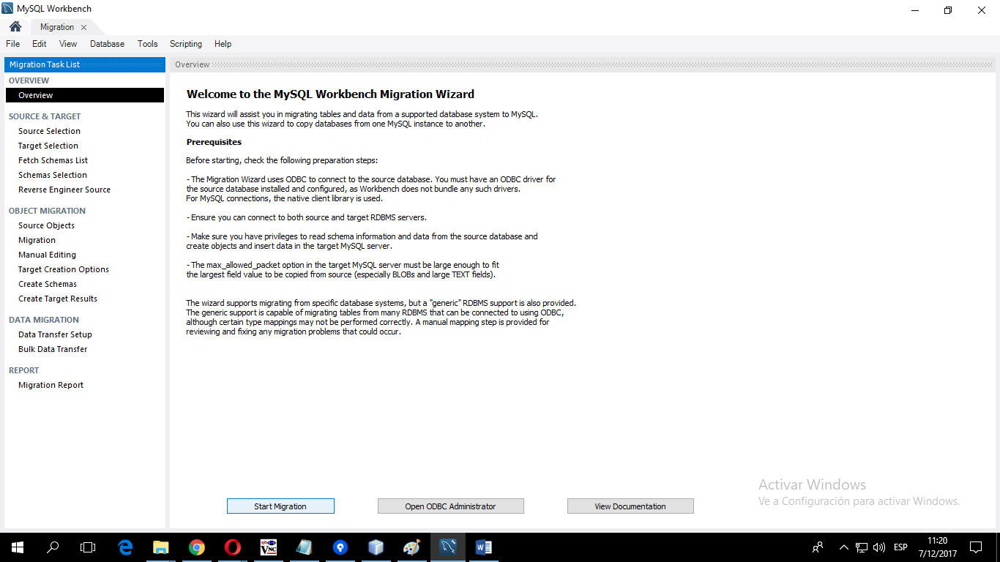 MySQL Workbench
Migration
File Edit View Database Tools Scripting Help
Migration Task List
OVERVIEW
Overview
SOURCE & TARGET
Source Selection
Target Selection
Fetch Schemas List
Schemas Selection
Reverse Engineer Source
OBJECT MIGRATION
Source Objects
Migration
Manual Editing
Target Creation Options
Create Schemas
Create Target Results
DATA MIGRATION
Data Transfer Setup
Bulk Data Transfer
REPORT
Migration Report
Overview
Welcome to the MySQL Workbench Migration Wizard
This wizard will assist you in migrating tables and data from a supported database system to MySQL.
You can also use this wizard to copy databases from one MySQL instance to another.
Prerequisites
Before starting, check the following preparation steps:
- The Migration Wizard uses ODBC to connect to the source database. You must have an ODBC driver for
the source database installed and configured, as Workbench does not bundle any such drivers.
For MySQL connections, the native client library is used.
- Ensure you can connect to both source and target RDBMS servers.
- Make sure you have privileges to read schema information and data from the source database and
create objects and insert data in the target MySQL server.
- The max_allowed_packet option in the target MySQL server must be large enough to fit
the largest field value to be copied from source (especially BLOBs and large TEXT fields).
The wizard supports migrating from specific database systems, but a "generic" RDBMS support is also provided.
The generic support is capable of migrating tables from many RDBMS that can be connected to using ODBC,
although certain type mappings may not be performed correctly. A manual mapping step is provided for
reviewing and fixing any migration problems that could occur.
Start Migration
Open ODBC Administrator
View Documentation
Activar Windows
Ve a Configuración para activar Windows.
VNC
ESP
11:20
7/12/2017